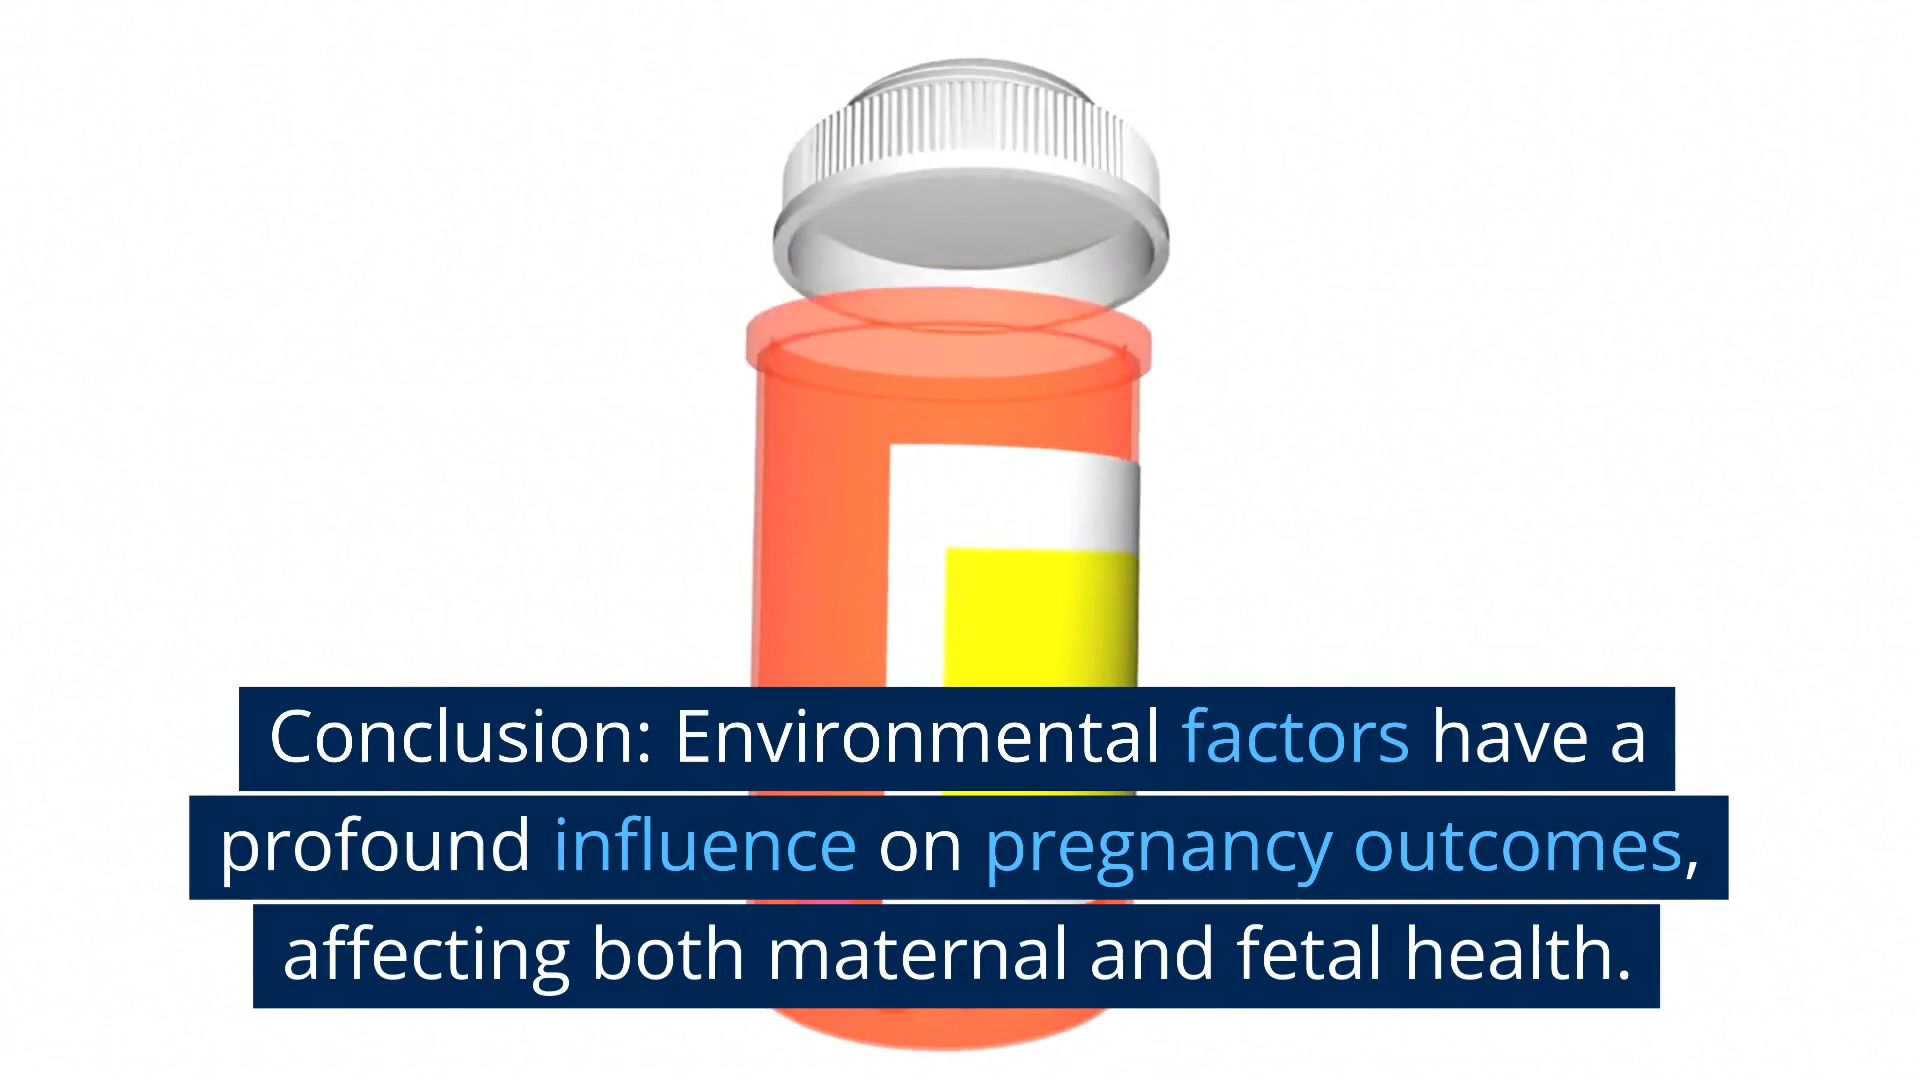 Conclusion: Environmental factors have a
profound influence on pregnancy outcomes,
affecting both maternal and fetal health.